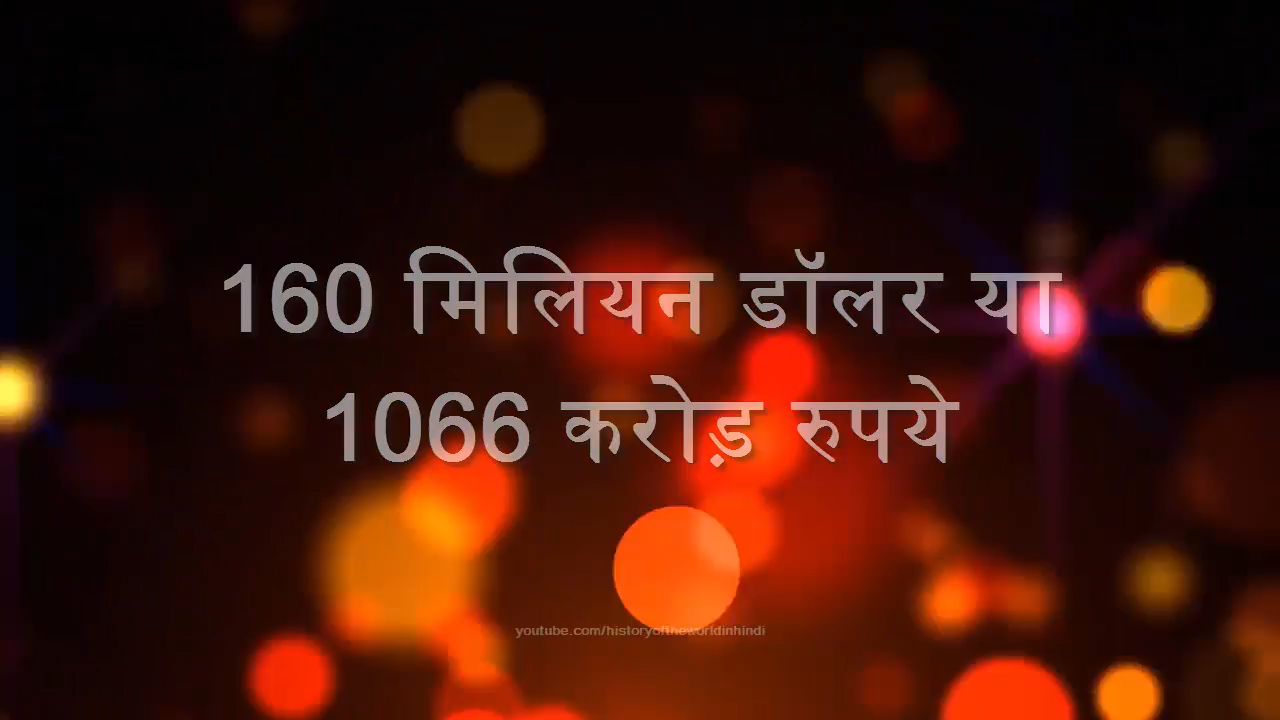 160 मिलियन डॉलर या
1066 करोड़ रुपये
youtube.com/historyoftheworldinhindi